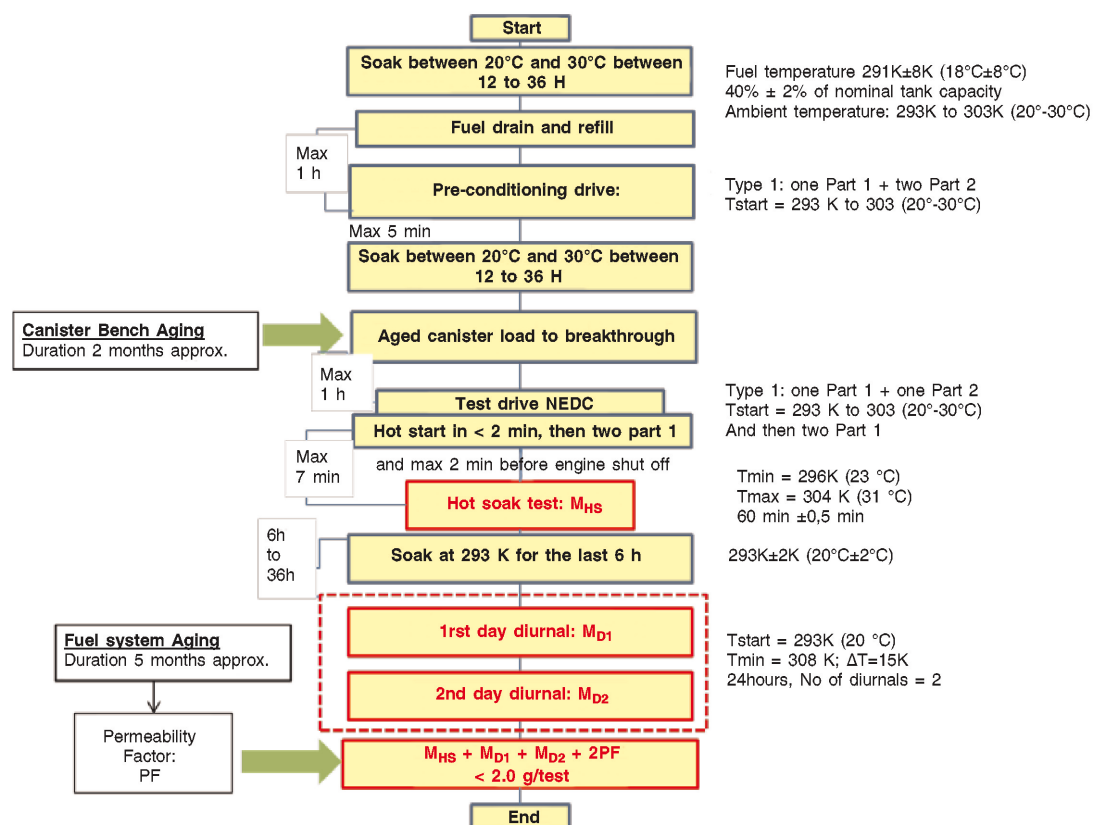 Start
Soak between 20°C and 30°C between
12 to 36 H
Fuel temperature 291K±8K (18°C±8°C)
40% ± 2% of nominal tank capacity
Ambient temperature: 293K to 303K (20°-30°C)
Fuel drain and refill
Max
1 h
Pre-conditioning drive:
Type 1: one Part 1 + two Part 2
Tstart = 293 K to 303 (20°-30°C)
Max 5 min
Soak between 20°C and 30°C between
12 to 36 H
Canister Bench Aging
Duration 2 months approx.
Aged canister load to breakthrough
Max
1 h
Test drive NEDC
Hot start in < 2 min, then two part 1
Type 1: one Part 1 + one Part 2
Tstart = 293 K to 303 (20°-30°C)
And then two Part 1
Max
7 min
and max 2 min before engine shut off
Hot soak test: MHS
Tmin = 296K (23 °C)
Tmax = 304 K (31 °C)
60 min ±0,5 min
6h
to
36h
Soak at 293 K for the last 6 h
293K±2K (20°C±2°C)
1rst day diurnal: MD1
2nd day diurnal: MD2
Tstart = 293K (20 °C)
Tmin = 308 K; ΔT=15K
24hours, No of diurnals = 2
Fuel system Aging
Duration 5 months approx.
Permeability
Factor:
PF
MHS + MD1 + MD2 + 2PF
< 2.0 g/test
End